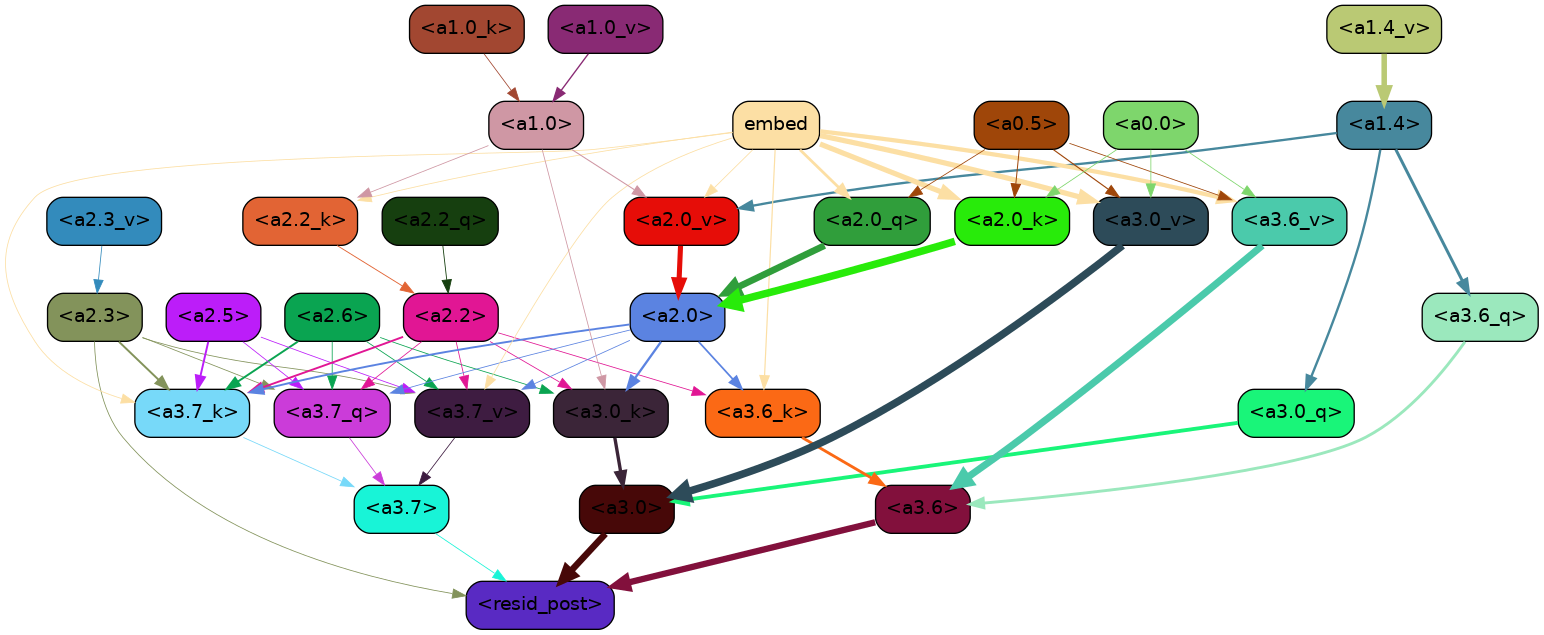 <a1.0_k>
<a1.0_v>
<a1.4_v>
<a1.0>
embed
<a0.5>
<a0.0>
<a1.4>
<a2.3_v>
<a2.2_k>
<a2.2_q>
<a2.0_v>
<a2.0_q>
<a2.0_k>
<a3.0_v>
<a3.6_v>
<a2.3>
<a2.5>
<a2.6>
<a2.2>
<a2.0>
<a3.6_q>
<a3.7_k>
<a3.7_q>
<a3.7_v>
<a3.0_k>
<a3.6_k>
<a3.0_q>
<a3.7>
<a3.0>
<a3.6>
<resid_post>